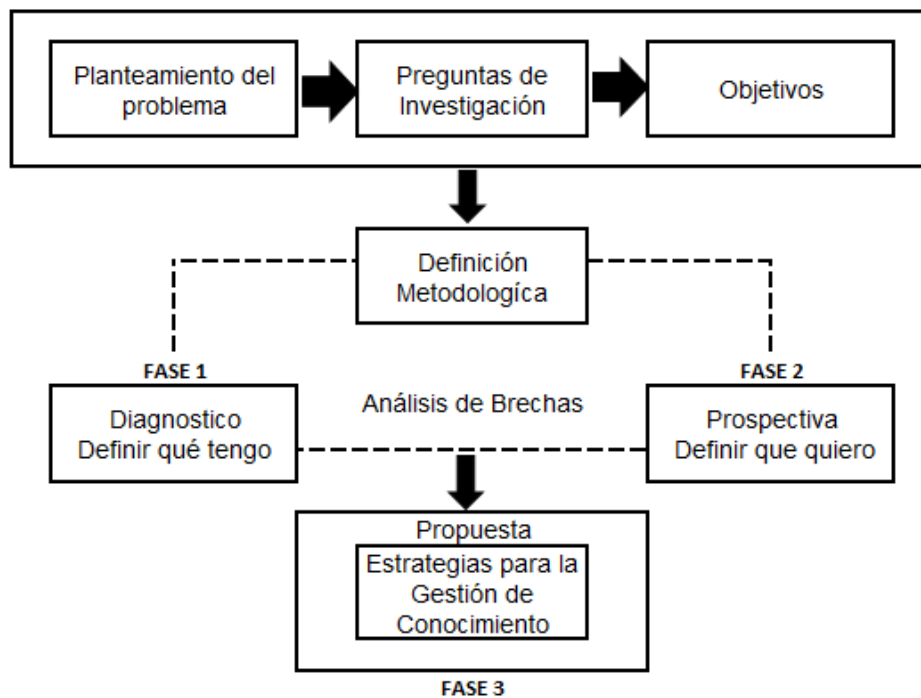 Planteamiento del
problema
Preguntas de
Investigación
Objetivos
Definición
Metodologíca
FASE 1
FASE 2
Diagnostico
Definir qué tengo
Análisis de Brechas
Prospectiva
Definir que quiero
Propuesta
Estrategias para la
Gestión de
Conocimiento
FASE 3